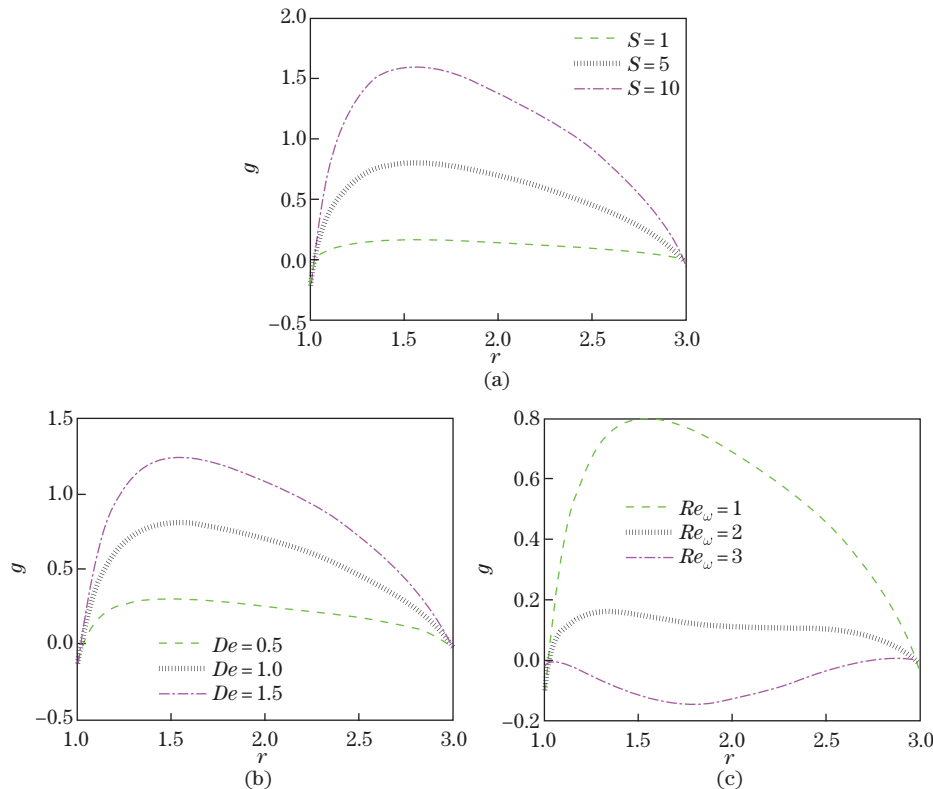 2.0
1.5
1.0
0.5
0.0
−0.5
g
S = 1
S = 5
S = 10
1.0 1.5 2.0 2.5 3.0
r
(a)
1.5
1.0
0.5
0.0
−0.5
g
De = 0.5
De = 1.0
De = 1.5
1.0 1.5 2.0 2.5 3.0
r
(b)
0.8
0.6
0.4
0.2
0.0
−0.2
g
Reω = 1
Reω = 2
Reω = 3
1.0 1.5 2.0 2.5 3.0
r
(c)